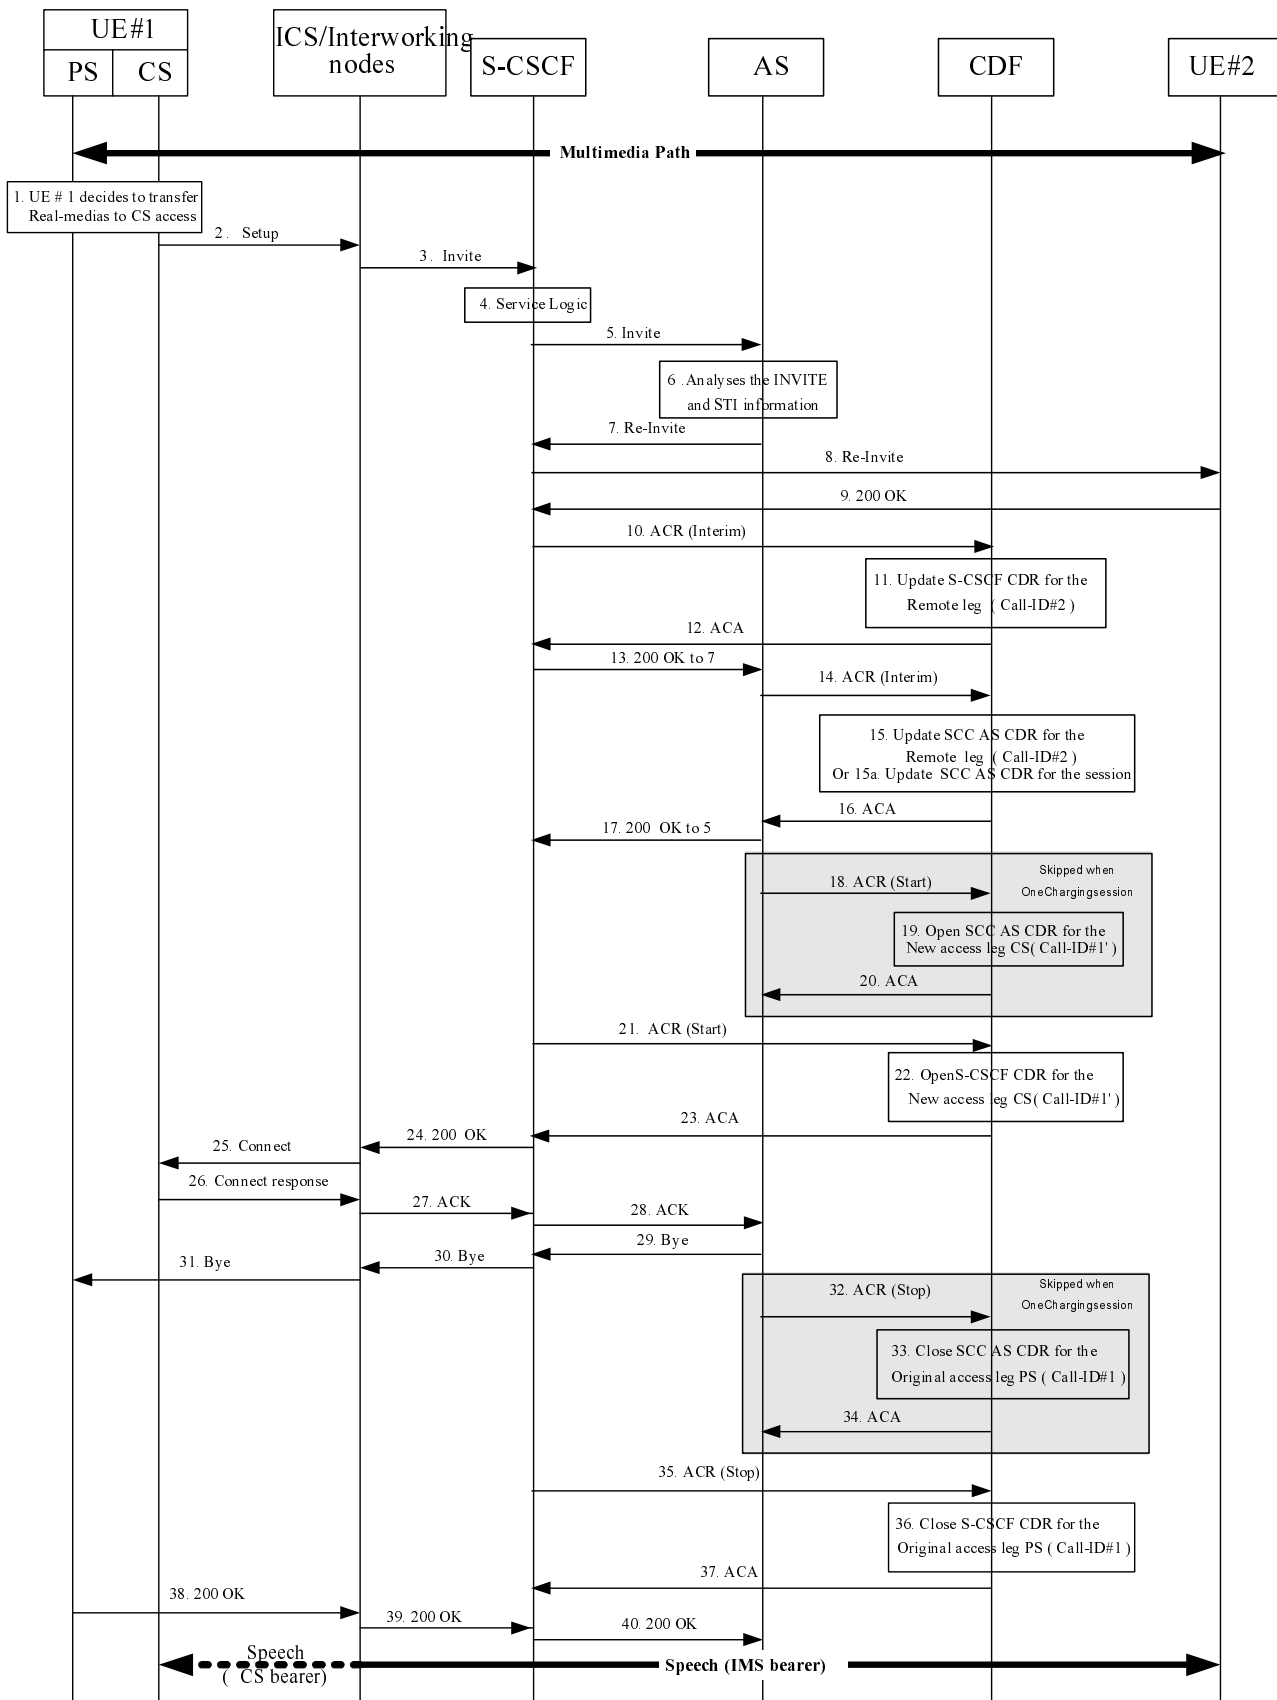 UE#1
PS
CS
ICS/Interworking
nodes
S-CSCF
AS
CDF
UE#2
Multimedia Path
1. UE # 1 decides to transfer
Real-medias to CS access
2 . Setup
3 . Invite
4. Service Logic
5. Invite
6 . Analyses the INVITE
and STI information
7. Re-Invite
8. Re-Invite
9. 200 OK
10. ACR (Interim)
11. Update S-CSCF CDR for the
Remote leg ( Call-ID#2 )
12. ACA
13. 200 OK to 7
14. ACR (Interim)
15. Update SCC AS CDR for the
Remote leg ( Call-ID#2 )
Or 15a. Update SCC AS CDR for the session
16. ACA
17. 200 OK to 5
Skipped when
OneChargingsession
18. ACR (Start)
19. Open SCC AS CDR for the
New access leg CS( Call-ID#1' )
20. ACA
21. ACR (Start)
22. OpenS-CSCF CDR for the
New access leg CS( Call-ID#1' )
23. ACA
24. 200 OK
25. Connect
26. Connect response
27. ACK
28. ACK
29. Bye
30. Bye
31. Bye
Skipped when
OneChargingsession
32. ACR (Stop)
33. Close SCC AS CDR for the
Original access leg PS ( Call-ID#1 )
34. ACA
35. ACR (Stop)
36. Close S-CSCF CDR for the
Original access leg PS ( Call-ID#1 )
37. ACA
38. 200 OK
39. 200 OK
40. 200 OK
Speech
( CS bearer)
Speech (IMS bearer)